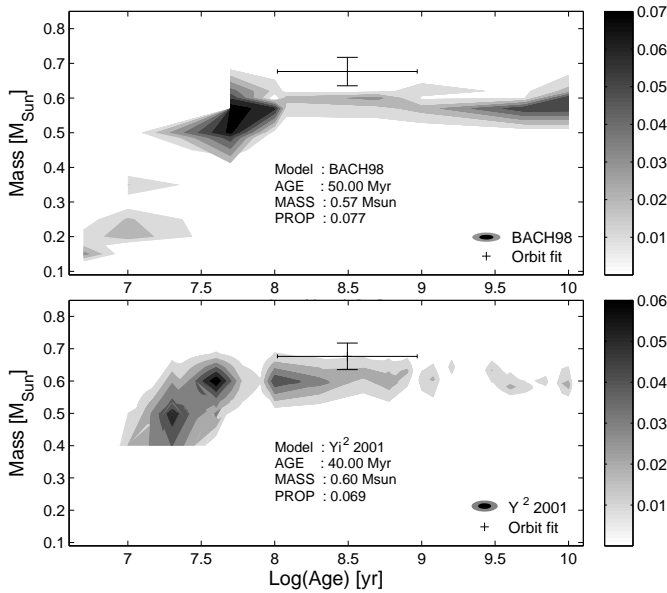 0.8
0.7
0.6
0.5
0.4
0.3
0.2
0.1
Mass [M_Sun]
Model : BACH98
AGE : 50.00 Myr
MASS : 0.57 Msun
PROP : 0.077
BACH98
Orbit fit
7 7.5 8 8.5 9 9.5 10
0.07
0.06
0.05
0.04
0.03
0.02
0.01
0.8
0.7
0.6
0.5
0.4
0.3
0.2
0.1
Mass [M_Sun]
Model : Yi² 2001
AGE : 40.00 Myr
MASS : 0.60 Msun
PROP : 0.069
Y ² 2001
Orbit fit
7 7.5 8 8.5 9 9.5 10
Log(Age) [yr]
0.06
0.05
0.04
0.03
0.02
0.01